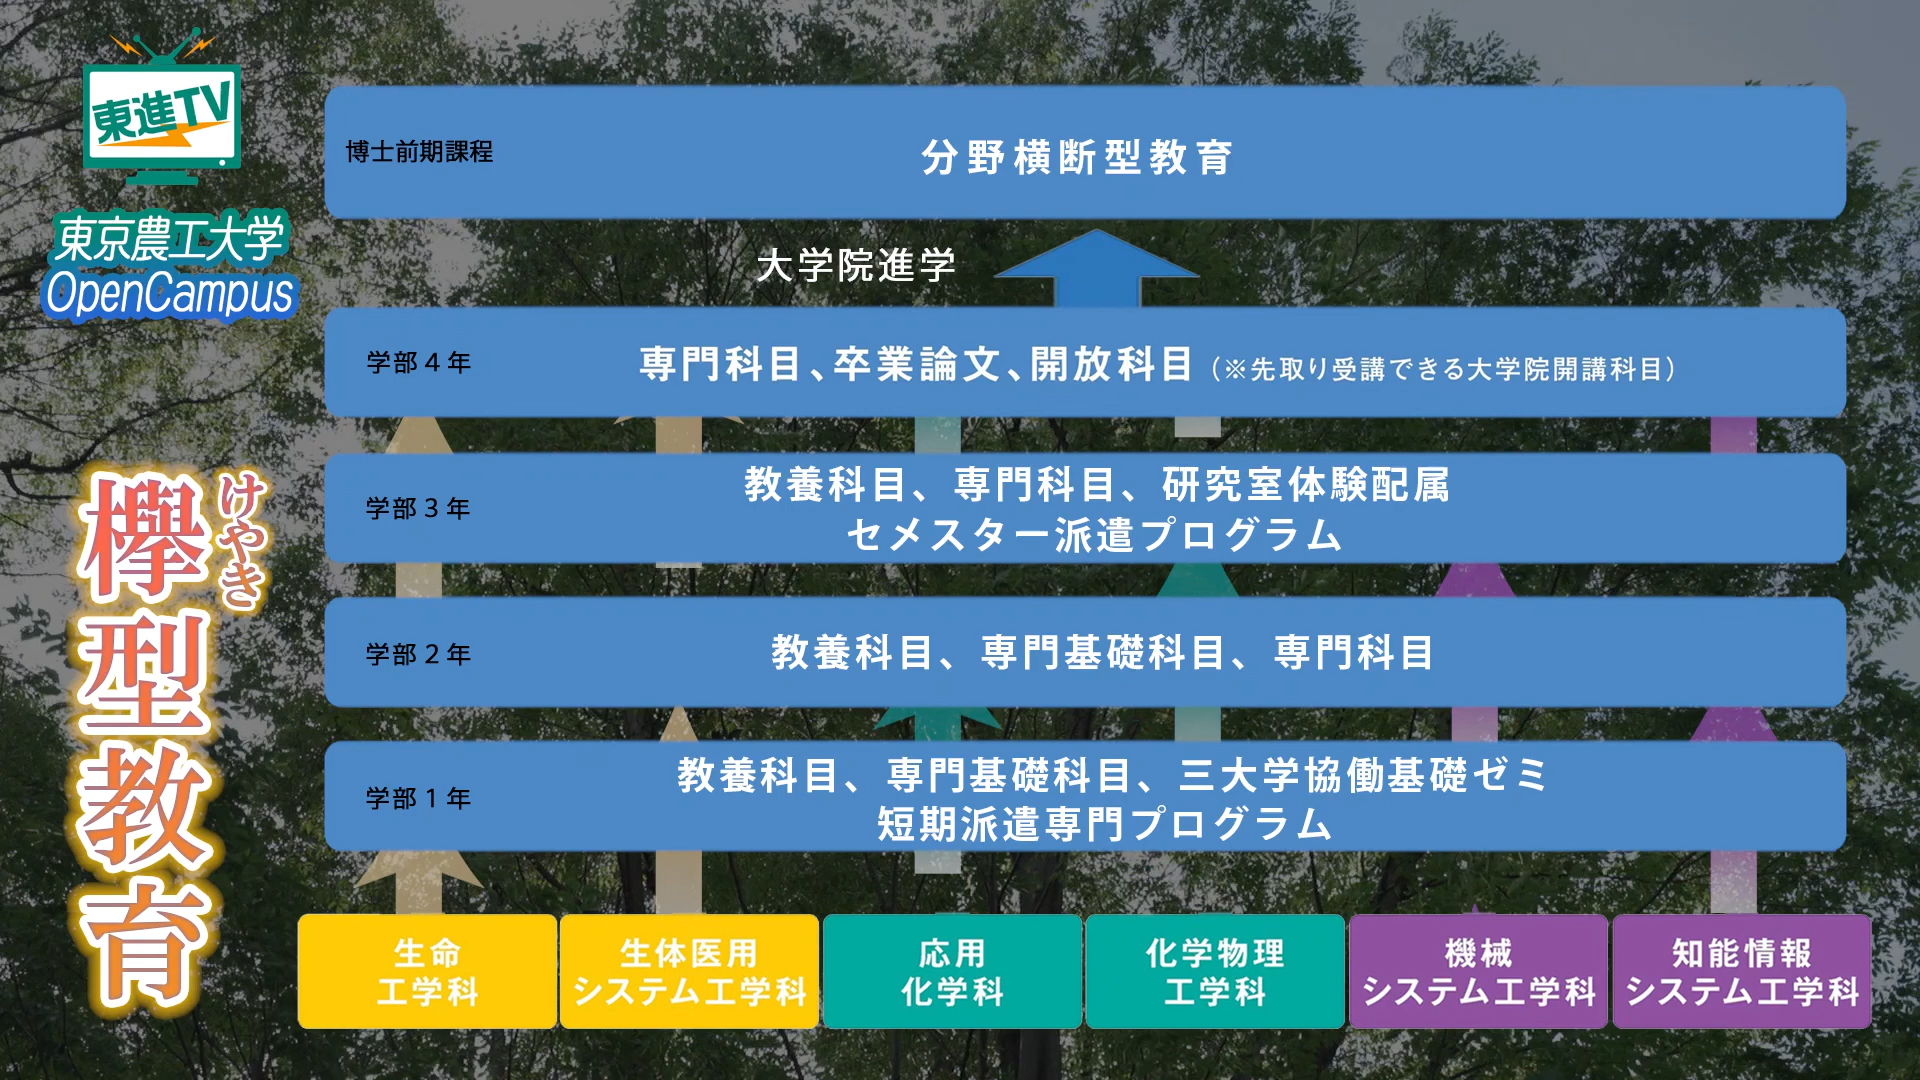 東進TV
東京農工大学
OpenCampus
けやき
欅型教育
博士前期課程
分野横断型教育
大学院進学
学部4年
専門科目、卒業論文、開放科目(※先取り受講できる大学院開講科目)
学部3年
教養科目、専門科目、研究室体験配属
セメスター派遣プログラム
学部2年
教養科目、専門基礎科目、専門科目
学部1年
教養科目、専門基礎科目、三大学協働基礎ゼミ
短期派遣専門プログラム
生命
工学科
生体医用
システム工学科
応用
化学科
化学物理
工学科
機械
システム工学科
知能情報
システム工学科